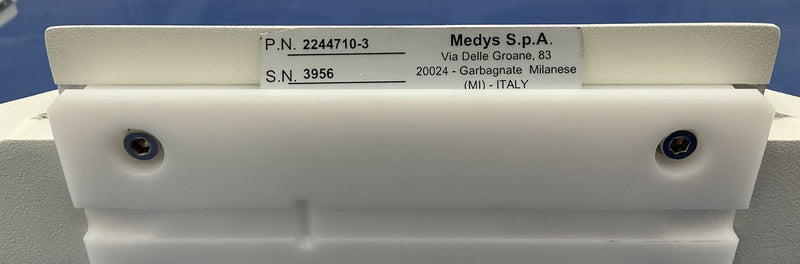 P.N. 2244710-3
S.N. 3956
Medys S.p.A.
Via Delle Groane, 83
20024 - Garbagnate Milanese
(MI) - ITALY